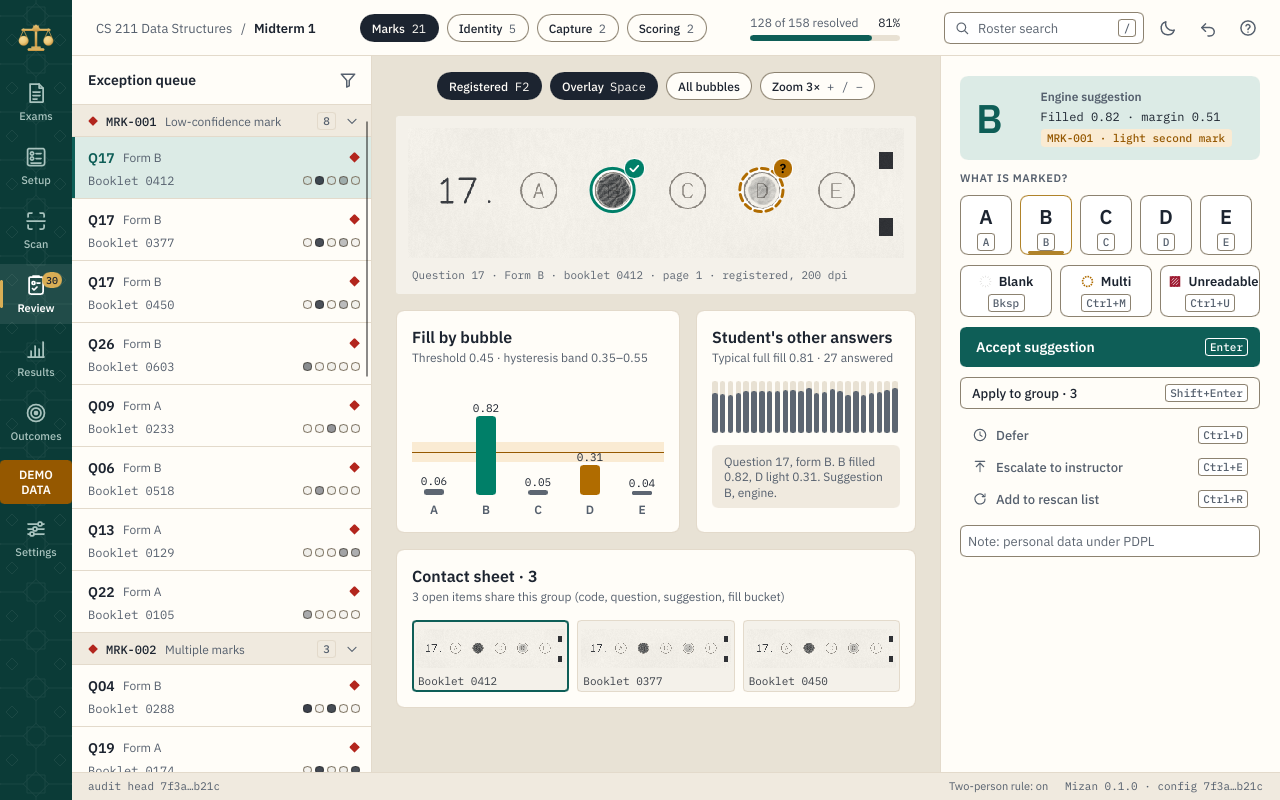 CS 211 Data Structures / Midterm 1
Marks 21
Identity 5
Capture 2
Scoring 2
128 of 158 resolved 81%
Roster search /
Exams
Setup
Scan
30
Review
Results
Outcomes
DEMO
DATA
Settings
Exception queue
MRK-001 Low-confidence mark 8
Q17 Form B
Booklet 0412
Q17 Form B
Booklet 0377
Q17 Form B
Booklet 0450
Q26 Form B
Booklet 0603
Q09 Form A
Booklet 0233
Q06 Form B
Booklet 0518
Q13 Form A
Booklet 0129
Q22 Form A
Booklet 0105
MRK-002 Multiple marks 3
Q04 Form B
Booklet 0288
Q19 Form A
Booklet 0174
Registered F2
Overlay Space
All bubbles
Zoom 3× + / −
17. A C D ? E
Question 17 · Form B · booklet 0412 · page 1 · registered, 200 dpi
Fill by bubble
Threshold 0.45 · hysteresis band 0.35–0.55
0.06 0.82 0.05 0.31 0.04
A B C D E
Student's other answers
Typical full fill 0.81 · 27 answered
Question 17, form B. B filled
0.82, D light 0.31. Suggestion
B, engine.
Contact sheet · 3
3 open items share this group (code, question, suggestion, fill bucket)
17.
Booklet 0412
17.
Booklet 0377
17.
Booklet 0450
B
Engine suggestion
Filled 0.82 · margin 0.51
MRK-001 · light second mark
WHAT IS MARKED?
A B C D E
A B C D E
Blank Multi Unreadable
Bksp Ctrl+M Ctrl+U
Accept suggestion Enter
Apply to group · 3 Shift+Enter
Defer Ctrl+D
Escalate to instructor Ctrl+E
Add to rescan list Ctrl+R
Note: personal data under PDPL
audit head 7f3a…b21c
Two-person rule: on Mizan 0.1.0 · config 7f3a…b21c